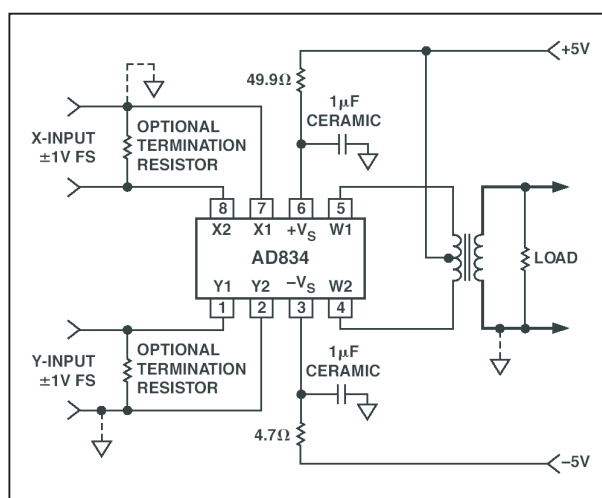 +5V
49.9Ω
1µF
CERAMIC
X-INPUT
±1V FS
OPTIONAL
TERMINATION
RESISTOR
8 7 6 5
X2 X1 +VS W1
AD834
Y1 Y2 –VS W2
1 2 3 4
LOAD
Y-INPUT
±1V FS
OPTIONAL
TERMINATION
RESISTOR
1µF
CERAMIC
4.7Ω
–5V